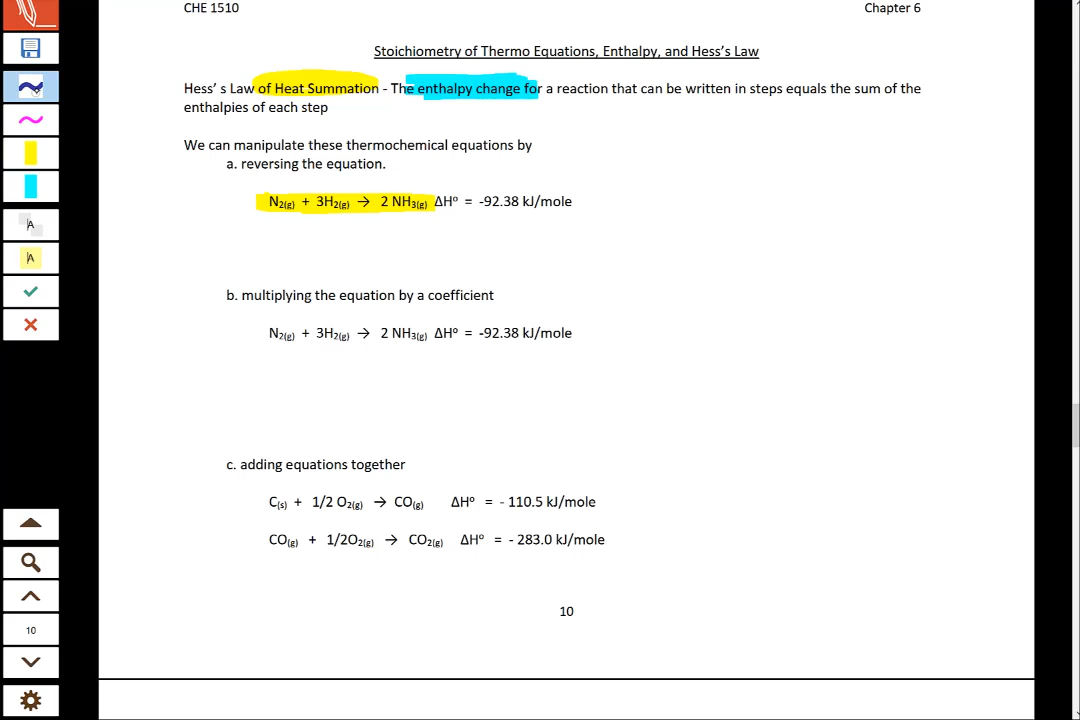 CHE 1510 Chapter 6
Stoichiometry of Thermo Equations, Enthalpy, and Hess's Law
Hess' s Law of Heat Summation - The enthalpy change for a reaction that can be written in steps equals the sum of the
enthalpies of each step
We can manipulate these thermochemical equations by
a. reversing the equation.
N₂₍g₎ + 3H₂₍g₎ → 2 NH₃₍g₎ ΔH° = -92.38 kJ/mole
b. multiplying the equation by a coefficient
N₂₍g₎ + 3H₂₍g₎ → 2 NH₃₍g₎ ΔH° = -92.38 kJ/mole
c. adding equations together
C₍s₎ + 1/2 O₂₍g₎ → CO₍g₎ ΔH° = - 110.5 kJ/mole
CO₍g₎ + 1/2O₂₍g₎ → CO₂₍g₎ ΔH° = - 283.0 kJ/mole
10
A
A
10